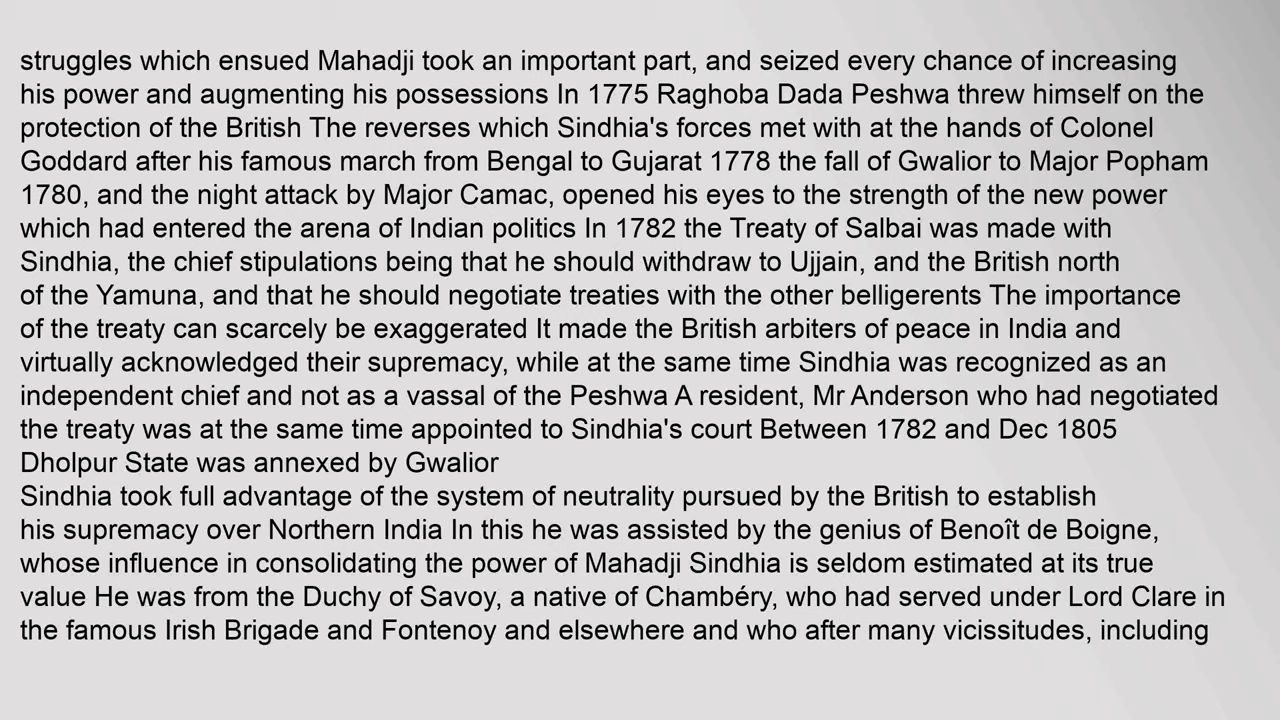 struggles which ensued Mahadji took an important part, and seized every chance of increasing
his power and augmenting his possessions In 1775 Raghoba Dada Peshwa threw himself on the
protection of the British The reverses which Sindhia's forces met with at the hands of Colonel
Goddard after his famous march from Bengal to Gujarat 1778 the fall of Gwalior to Major Popham
1780, and the night attack by Major Camac, opened his eyes to the strength of the new power
which had entered the arena of Indian politics In 1782 the Treaty of Salbai was made with
Sindhia, the chief stipulations being that he should withdraw to Ujjain, and the British north
of the Yamuna, and that he should negotiate treaties with the other belligerents The importance
of the treaty can scarcely be exaggerated It made the British arbiters of peace in India and
virtually acknowledged their supremacy, while at the same time Sindhia was recognized as an
independent chief and not as a vassal of the Peshwa A resident, Mr Anderson who had negotiated
the treaty was at the same time appointed to Sindhia's court Between 1782 and Dec 1805
Dholpur State was annexed by Gwalior
Sindhia took full advantage of the system of neutrality pursued by the British to establish
his supremacy over Northern India In this he was assisted by the genius of Benoît de Boigne,
whose influence in consolidating the power of Mahadji Sindhia is seldom estimated at its true
value He was from the Duchy of Savoy, a native of Chambéry, who had served under Lord Clare in
the famous Irish Brigade and Fontenoy and elsewhere and who after many vicissitudes, including